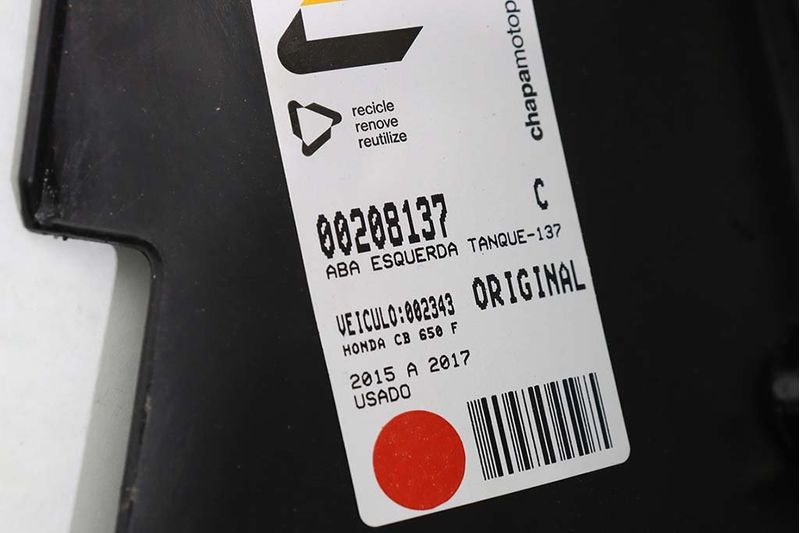 recicle
renove
reutilize
chapamotop
00208137
C
ABA ESQUERDA TANQUE-137
ORIGINAL
VEICULO:002343
HONDA CB 650 F
2015 A 2017
USADO